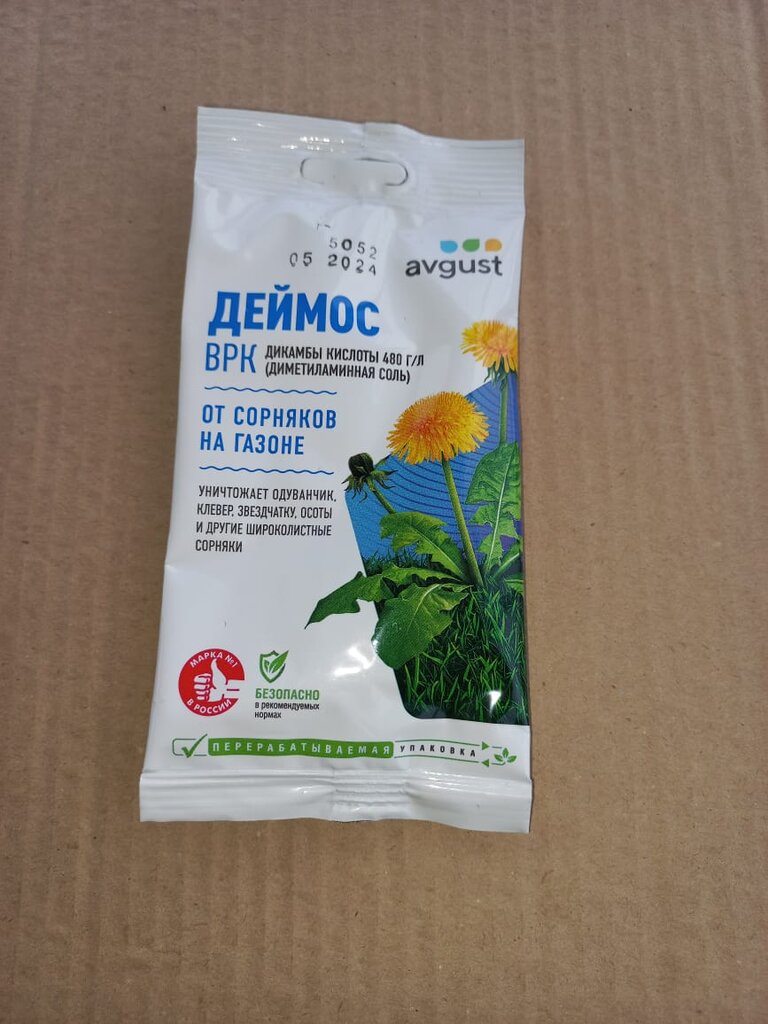 5052
05 2024
avgust
ДЕЙМОС
ВРК ДИКАМБЫ КИСЛОТЫ 480 Г/Л
(ДИМЕТИЛАМИННАЯ СОЛЬ)
ОТ СОРНЯКОВ
НА ГАЗОНЕ
УНИЧТОЖАЕТ ОДУВАНЧИК,
КЛЕВЕР, ЗВЕЗДЧАТКУ, ОСОТЫ
И ДРУГИЕ ШИРОКОЛИСТНЫЕ
СОРНЯКИ
МАРКА №1
В РОССИИ
БЕЗОПАСНО
в рекомендуемых
нормах
ПЕРЕРАБАТЫВАЕМАЯ УПАКОВКА